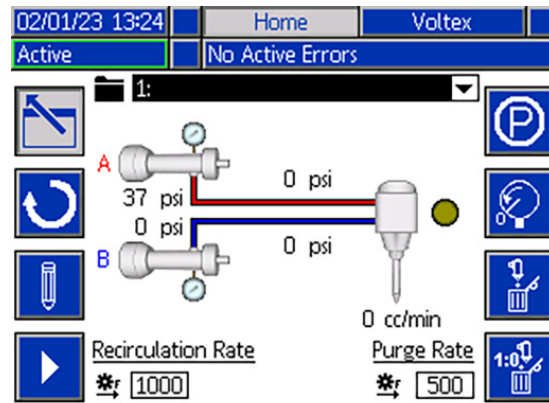 02/01/23 13:24 Home Voltex
Active No Active Errors
1:
A
37 psi 0 psi
0 psi
B 0 psi
0 cc/min
Recirculation Rate Purge Rate
F 1000 F 500
P
0
1:0